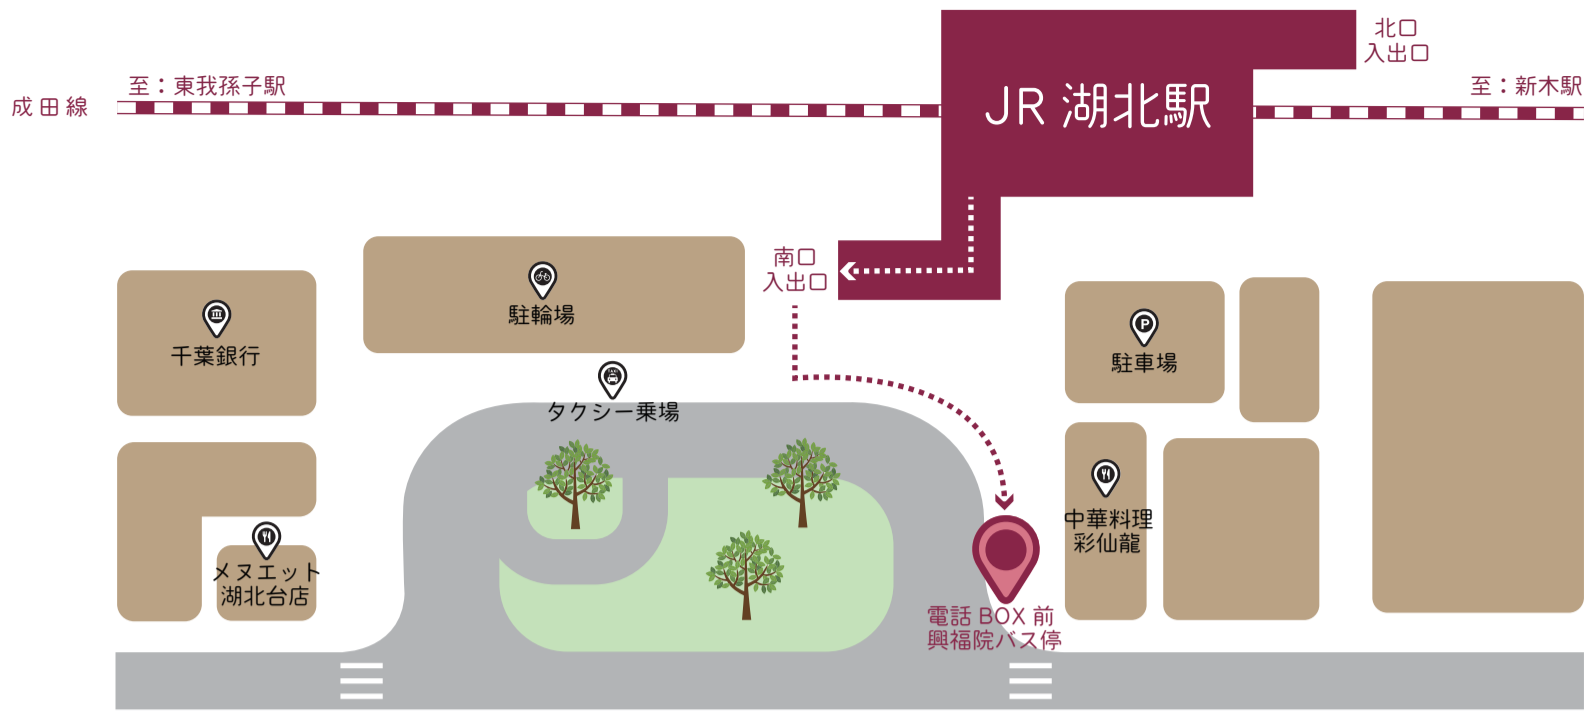 北口
入出口
至：東我孫子駅
成田線
JR 湖北駅
至：新木駅
南口
入出口
駐輪場
千葉銀行
P
駐車場
タクシー乗場
中華料理
彩仙龍
メヌエット
湖北台店
電話 BOX 前
興福院バス停